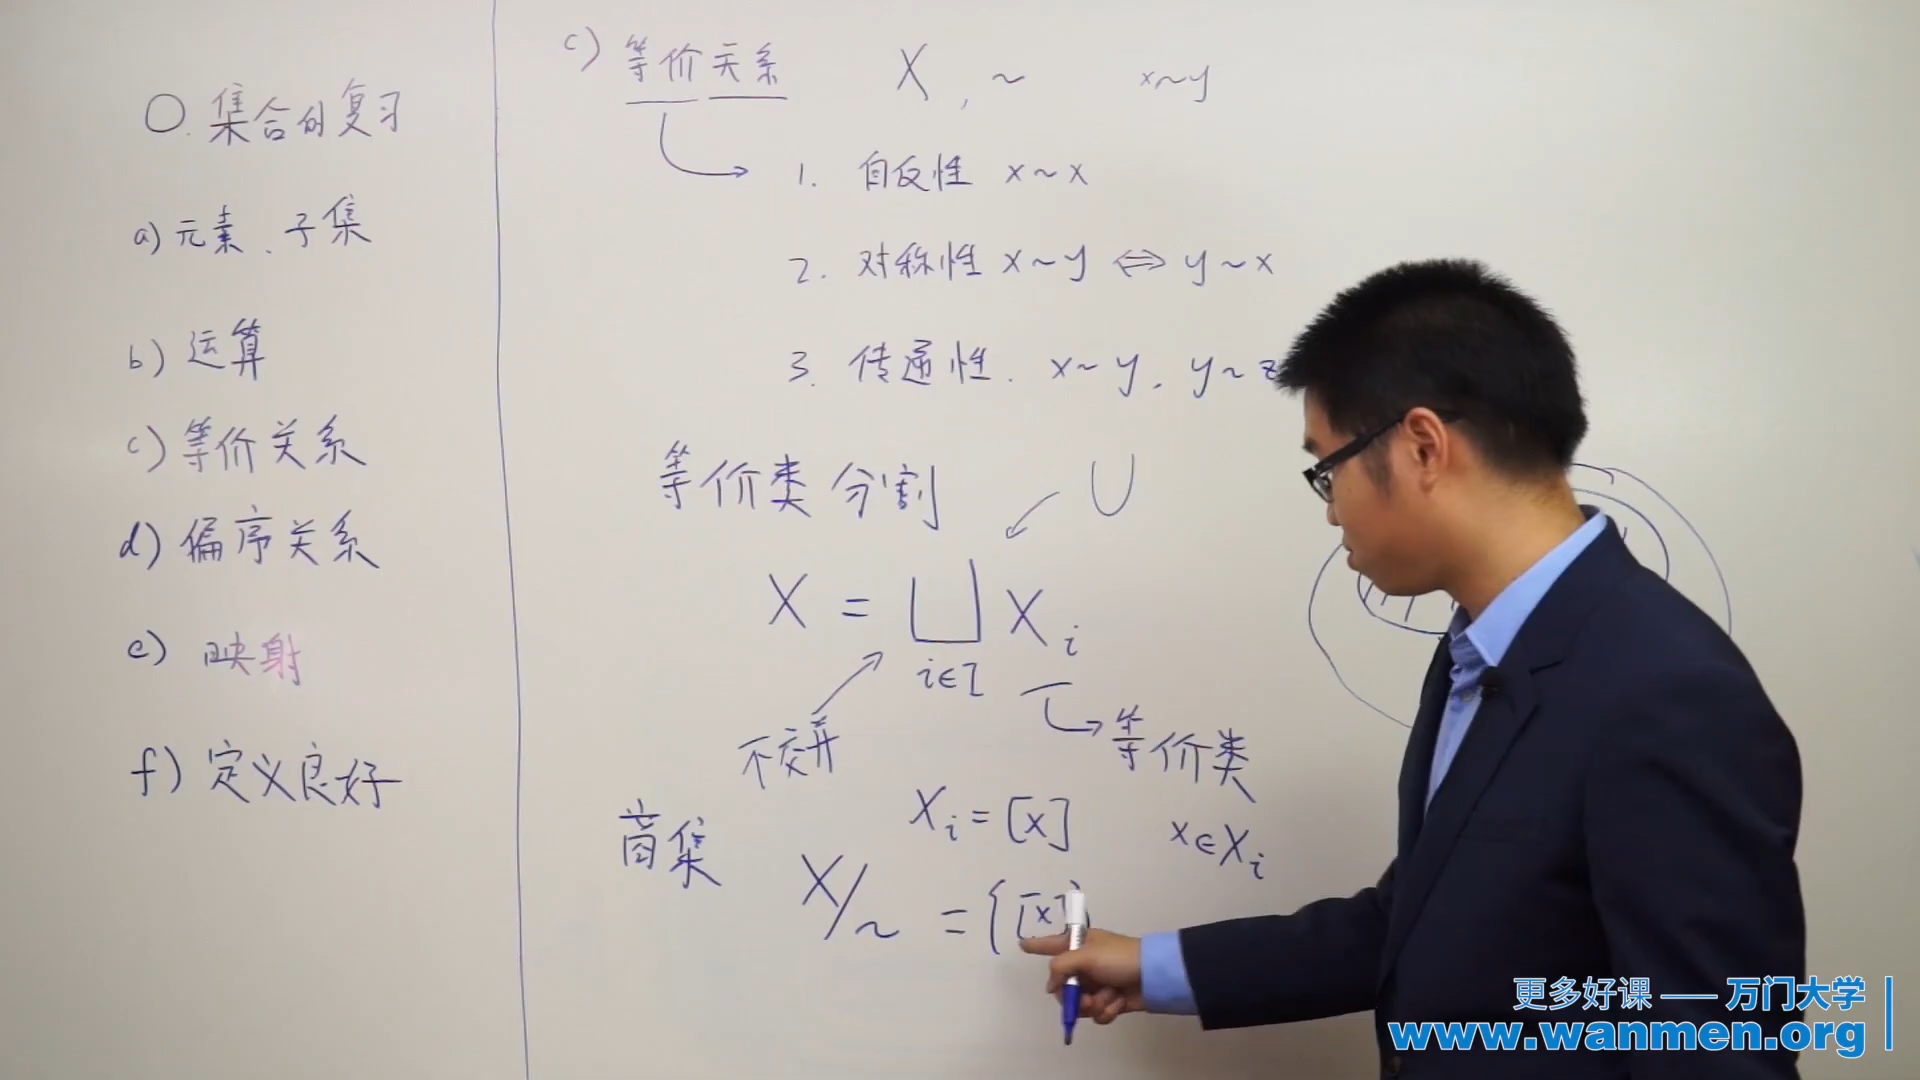 0. 集合的复习
a) 元素、子集
b) 运算
c) 等价关系
d) 偏序关系
e) 映射
f) 定义良好
c) 等价关系 X, ~ x~y
1. 自反性 x~x
2. 对称性 x~y ⇔ y~x
3. 传递性. x~y, y~z
等价类 分割 ∪
X = ⊔ X_i
i∈I
不交并 等价类
X_i = [x] x∈X_i
商集
X/~ = {[x]}
更多好课 —— 万门大学
www.wanmen.org